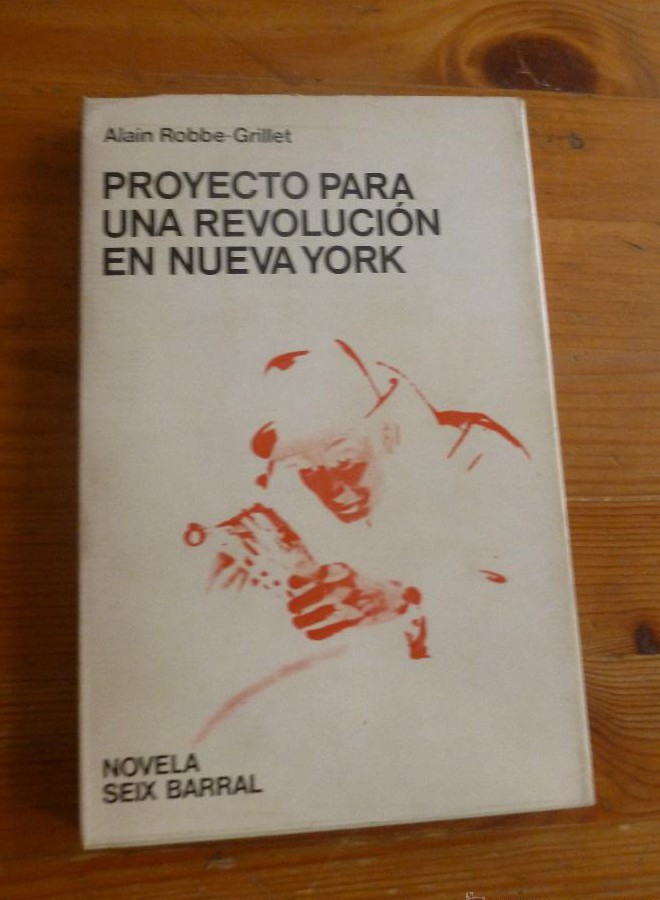 Alain Robbe-Grillet
PROYECTO PARA
UNA REVOLUCIÓN
EN NUEVA YORK
NOVELA
SEIX BARRAL